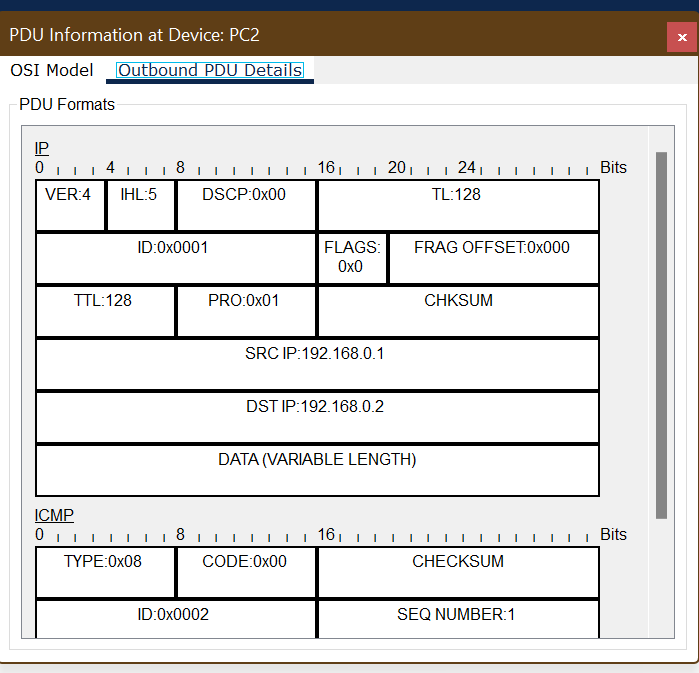 PDU Information at Device: PC2
OSI Model Outbound PDU Details
PDU Formats
IP
0 4 8 16 20 24 Bits
VER:4 IHL:5 DSCP:0x00 TL:128
ID:0x0001 FLAGS: 0x0 FRAG OFFSET:0x000
TTL:128 PRO:0x01 CHKSUM
SRC IP:192.168.0.1
DST IP:192.168.0.2
DATA (VARIABLE LENGTH)
ICMP
0 8 16 Bits
TYPE:0x08 CODE:0x00 CHECKSUM
ID:0x0002 SEQ NUMBER:1